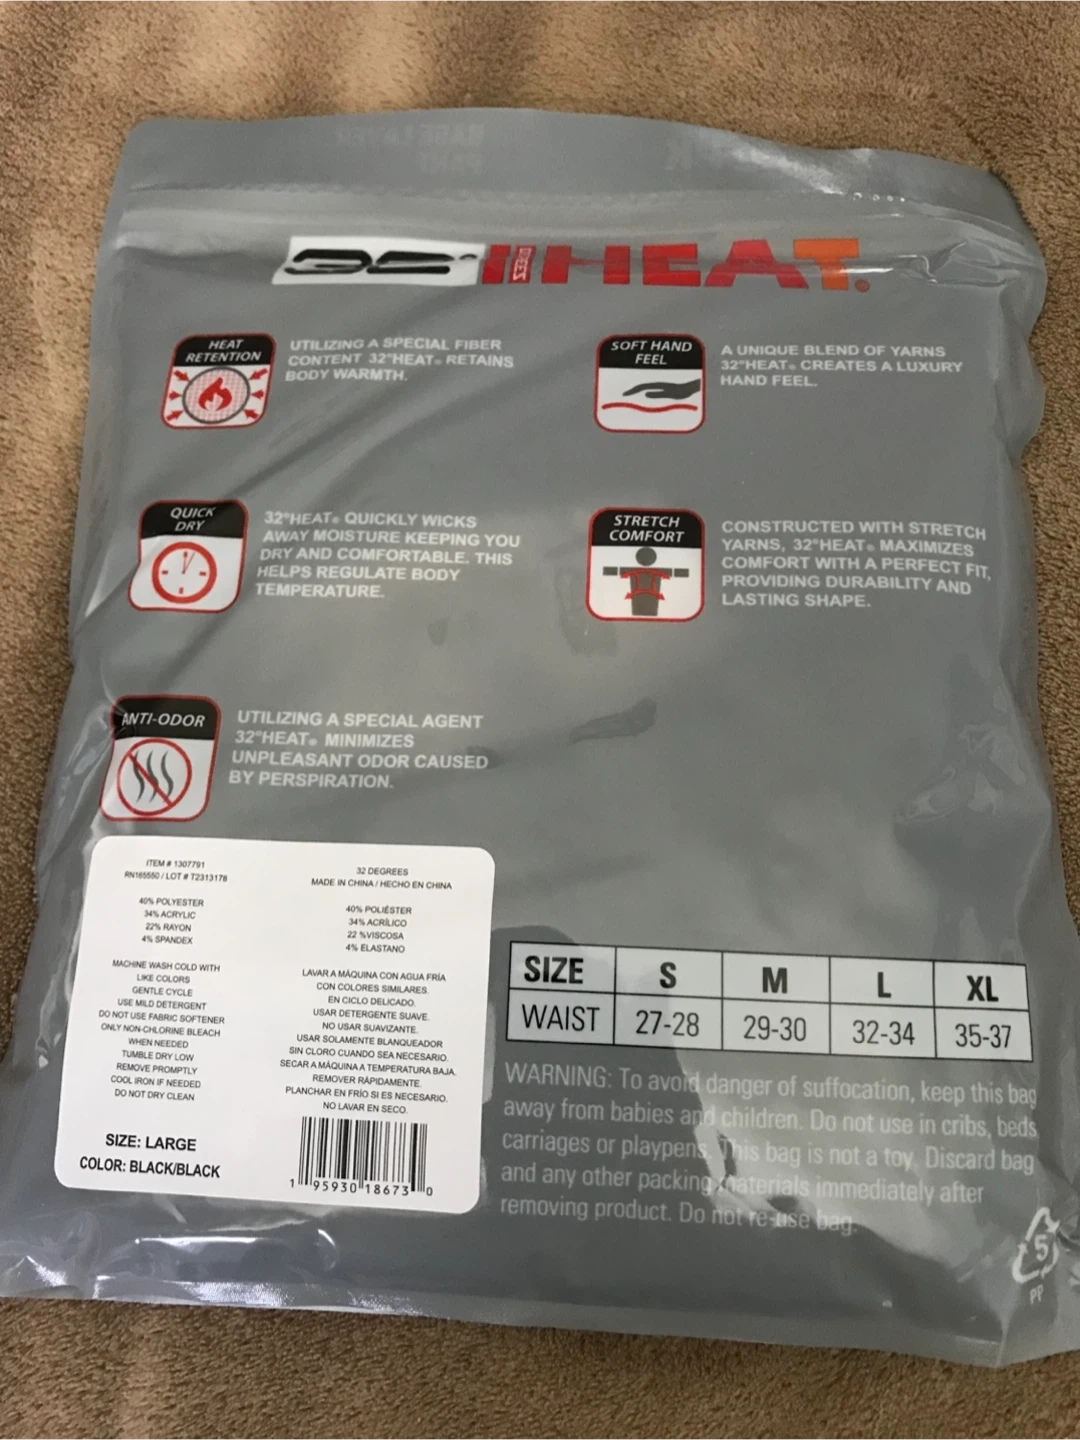 32° DEGREES HEAT®
HEAT
RETENTION
UTILIZING A SPECIAL FIBER
CONTENT 32°HEAT® RETAINS
BODY WARMTH.
SOFT HAND
FEEL
A UNIQUE BLEND OF YARNS
32°HEAT® CREATES A LUXURY
HAND FEEL.
QUICK
DRY
32°HEAT® QUICKLY WICKS
AWAY MOISTURE KEEPING YOU
DRY AND COMFORTABLE. THIS
HELPS REGULATE BODY
TEMPERATURE.
STRETCH
COMFORT
CONSTRUCTED WITH STRETCH
YARNS, 32°HEAT® MAXIMIZES
COMFORT WITH A PERFECT FIT,
PROVIDING DURABILITY AND
LASTING SHAPE.
ANTI-ODOR
UTILIZING A SPECIAL AGENT
32°HEAT® MINIMIZES
UNPLEASANT ODOR CAUSED
BY PERSPIRATION.
ITEM # 1307791
RN165550 / LOT # T2313178
40% POLYESTER
34% ACRYLIC
22% RAYON
4% SPANDEX
MACHINE WASH COLD WITH
LIKE COLORS
GENTLE CYCLE
USE MILD DETERGENT
DO NOT USE FABRIC SOFTENER
ONLY NON-CHLORINE BLEACH
WHEN NEEDED
TUMBLE DRY LOW
REMOVE PROMPTLY
COOL IRON IF NEEDED
DO NOT DRY CLEAN
SIZE: LARGE
COLOR: BLACK/BLACK
32 DEGREES
MADE IN CHINA / HECHO EN CHINA
40% POLIÉSTER
34% ACRÍLICO
22 %VISCOSA
4% ELASTANO
LAVAR A MÁQUINA CON AGUA FRÍA
CON COLORES SIMILARES.
EN CICLO DELICADO.
USAR DETERGENTE SUAVE.
NO USAR SUAVIZANTE.
USAR SOLAMENTE BLANQUEADOR
SIN CLORO CUANDO SEA NECESARIO.
SECAR A MÁQUINA A TEMPERATURA BAJA.
REMOVER RÁPIDAMENTE.
PLANCHAR EN FRÍO SI ES NECESARIO.
NO LAVAR EN SECO.
1 95930 18673 0
SIZE S M L XL
WAIST 27-28 29-30 32-34 35-37
WARNING: To avoid danger of suffocation, keep this bag
away from babies and children. Do not use in cribs, beds,
carriages or playpens. This bag is not a toy. Discard bag
and any other packing materials immediately after
removing product. Do not re-use bag.
5
PP